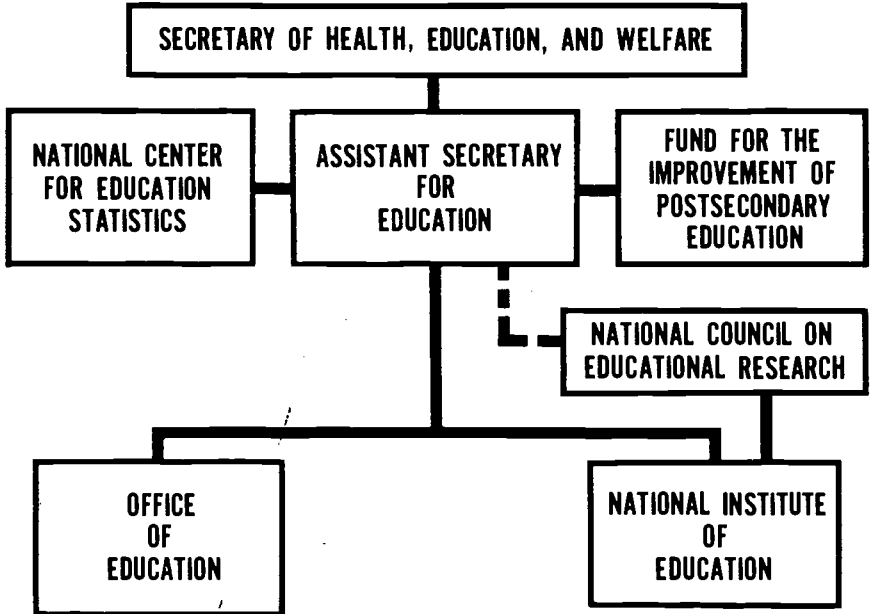 SECRETARY OF HEALTH, EDUCATION, AND WELFARE
NATIONAL CENTER
FOR EDUCATION
STATISTICS
ASSISTANT SECRETARY
FOR
EDUCATION
FUND FOR THE
IMPROVEMENT OF
POSTSECONDARY
EDUCATION
NATIONAL COUNCIL ON
EDUCATIONAL RESEARCH
OFFICE
OF
EDUCATION
NATIONAL INSTITUTE
OF
EDUCATION